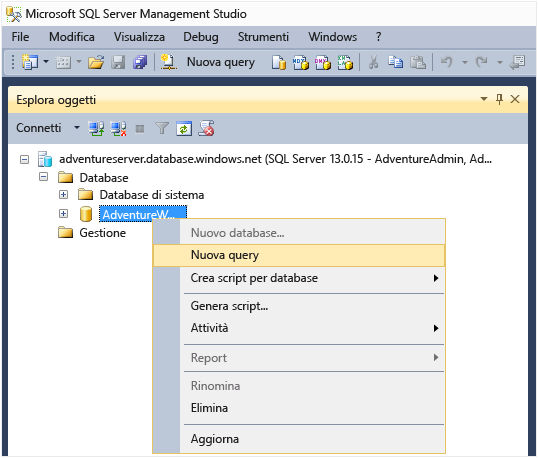 Microsoft SQL Server Management Studio
File Modifica Visualizza Debug Strumenti Windows ?
Nuova query
Esplora oggetti
Connetti
adventureserver.database.windows.net (SQL Server 13.0.15 - AdventureAdmin, Ad...
Database
Database di sistema
AdventureW...
Gestione
Nuovo database...
Nuova query
Crea script per database
Genera script...
Attività
Report
Rinomina
Elimina
Aggiorna